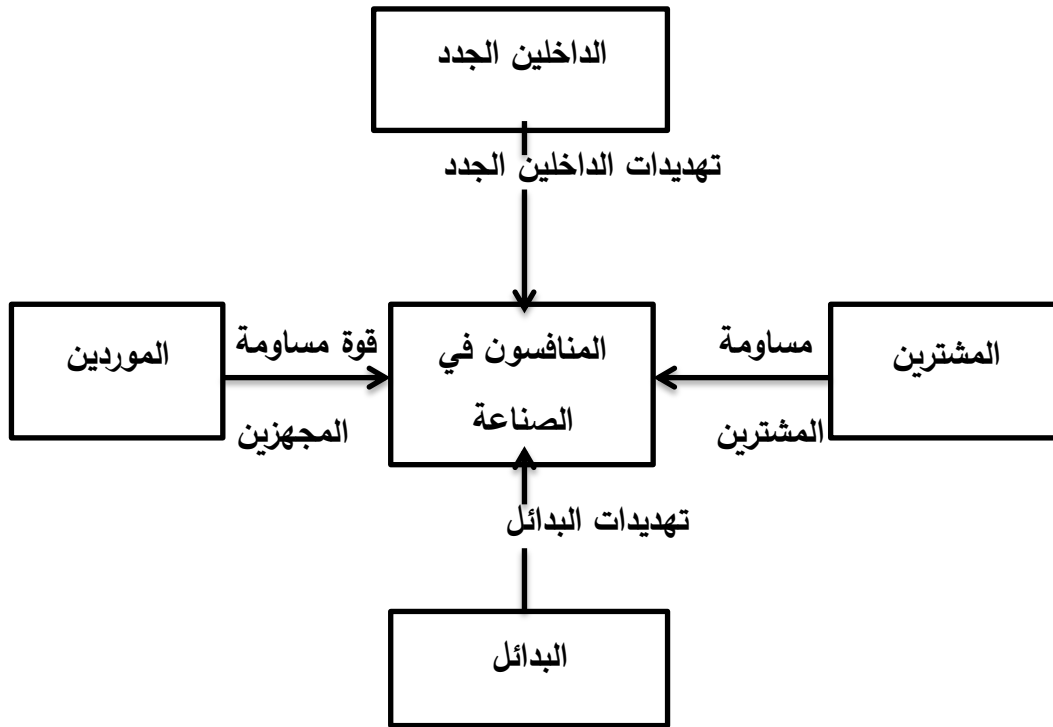 الداخلين الجدد
تهديدات الداخلين الجدد
المشترين
مساومة
المشترين
المنافسون في
الصناعة
قوة مساومة
المجهزين
الموردين
تهديدات البدائل
البدائل